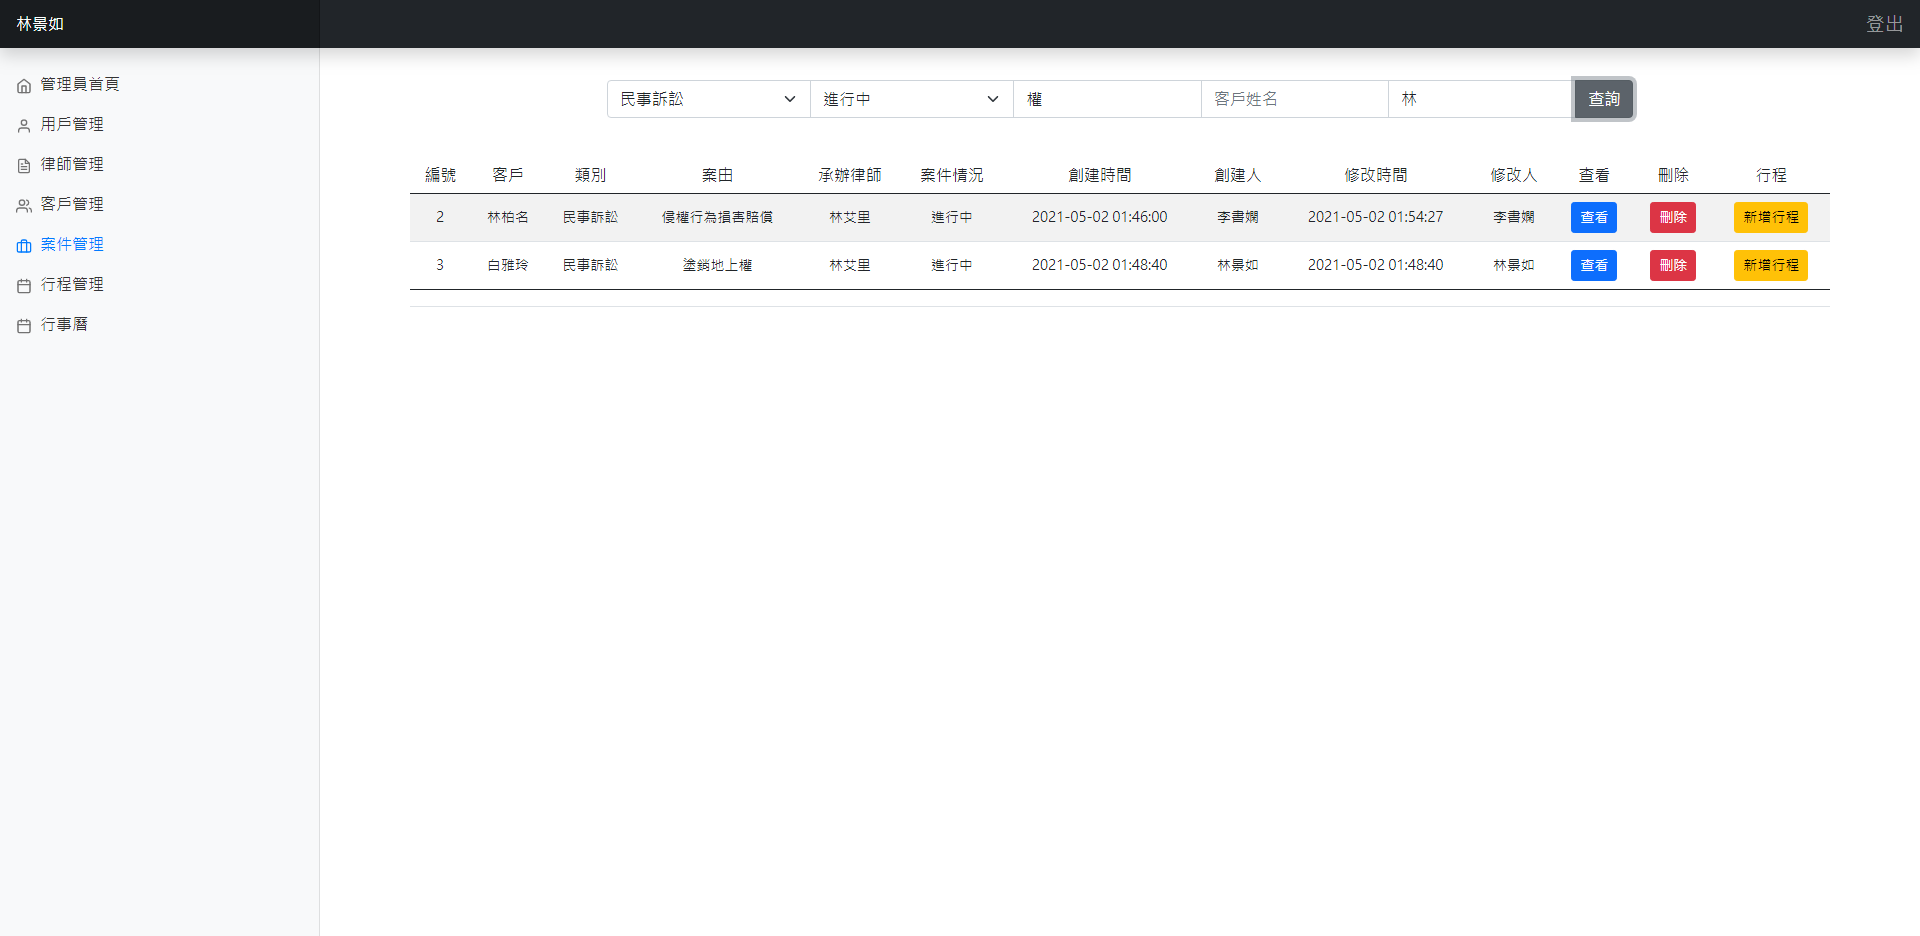 林景如
登出
管理員首頁
用戶管理
律師管理
客戶管理
案件管理
行程管理
行事曆
民事訴訟 進行中 權 客戶姓名 林 查詢
編號 客戶 類別 案由 承辦律師 案件情況 創建時間 創建人 修改時間 修改人 查看 刪除 行程
2 林柏名 民事訴訟 侵權行為損害賠償 林艾里 進行中 2021-05-02 01:46:00 李書嫻 2021-05-02 01:54:27 李書嫻 查看 刪除 新增行程
3 白雅玲 民事訴訟 塗銷地上權 林艾里 進行中 2021-05-02 01:48:40 林景如 2021-05-02 01:48:40 林景如 查看 刪除 新增行程